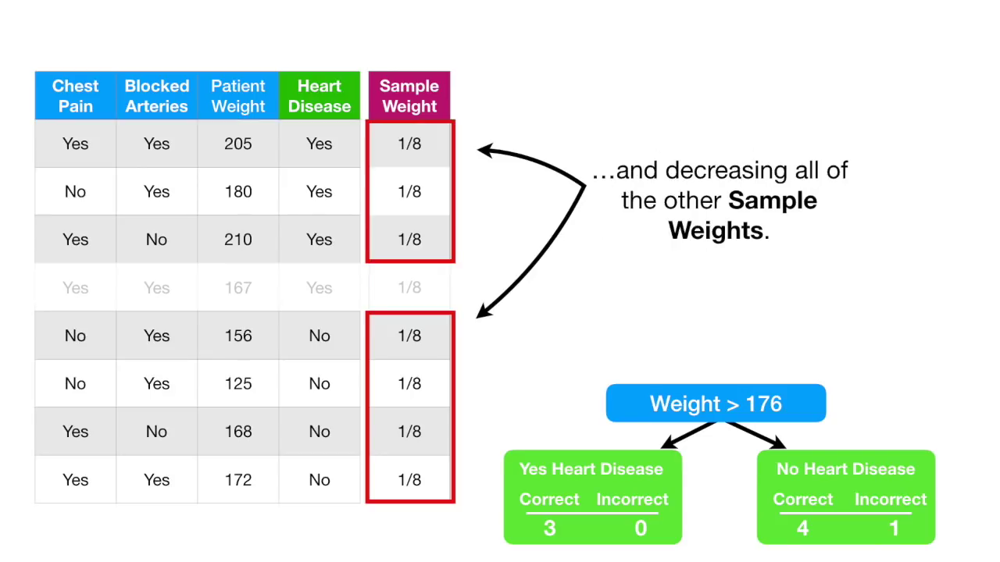 Chest Pain Blocked Arteries Patient Weight Heart Disease Sample Weight
Yes Yes 205 Yes 1/8
No Yes 180 Yes 1/8
Yes No 210 Yes 1/8
Yes Yes 167 Yes 1/8
No Yes 156 No 1/8
No Yes 125 No 1/8
Yes No 168 No 1/8
Yes Yes 172 No 1/8
…and decreasing all of
the other Sample
Weights.
Weight > 176
Yes Heart Disease
Correct Incorrect
3 0
No Heart Disease
Correct Incorrect
4 1